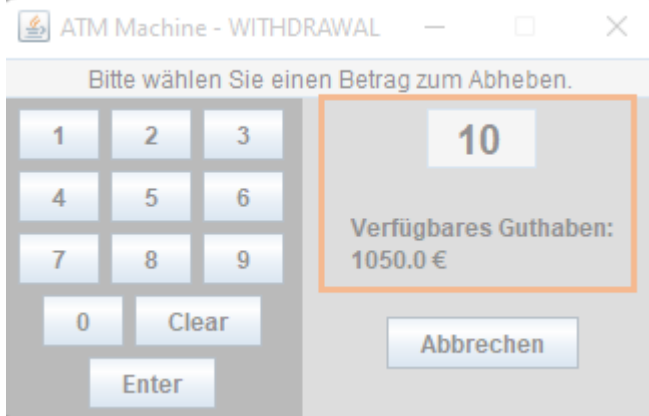 ATM Machine - WITHDRAWAL
Bitte wählen Sie einen Betrag zum Abheben.
1 2 3
4 5 6
7 8 9
0 Clear
Enter
10
Verfügbares Guthaben:
1050.0 €
Abbrechen